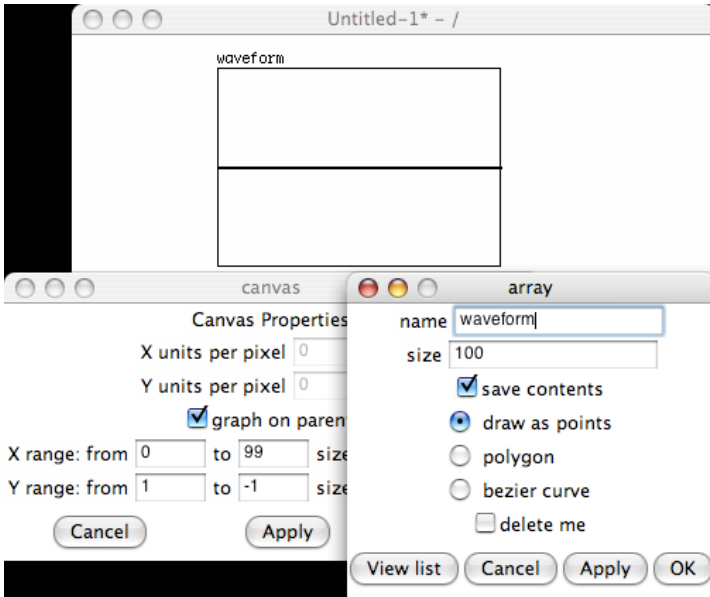 Untitled-1* - /
waveform
canvas
Canvas Properties
X units per pixel 0
Y units per pixel 0
graph on paren
X range: from 0 to 99 size
Y range: from 1 to -1 size
Cancel Apply
array
name waveform
size 100
save contents
draw as points
polygon
bezier curve
delete me
View list Cancel Apply OK